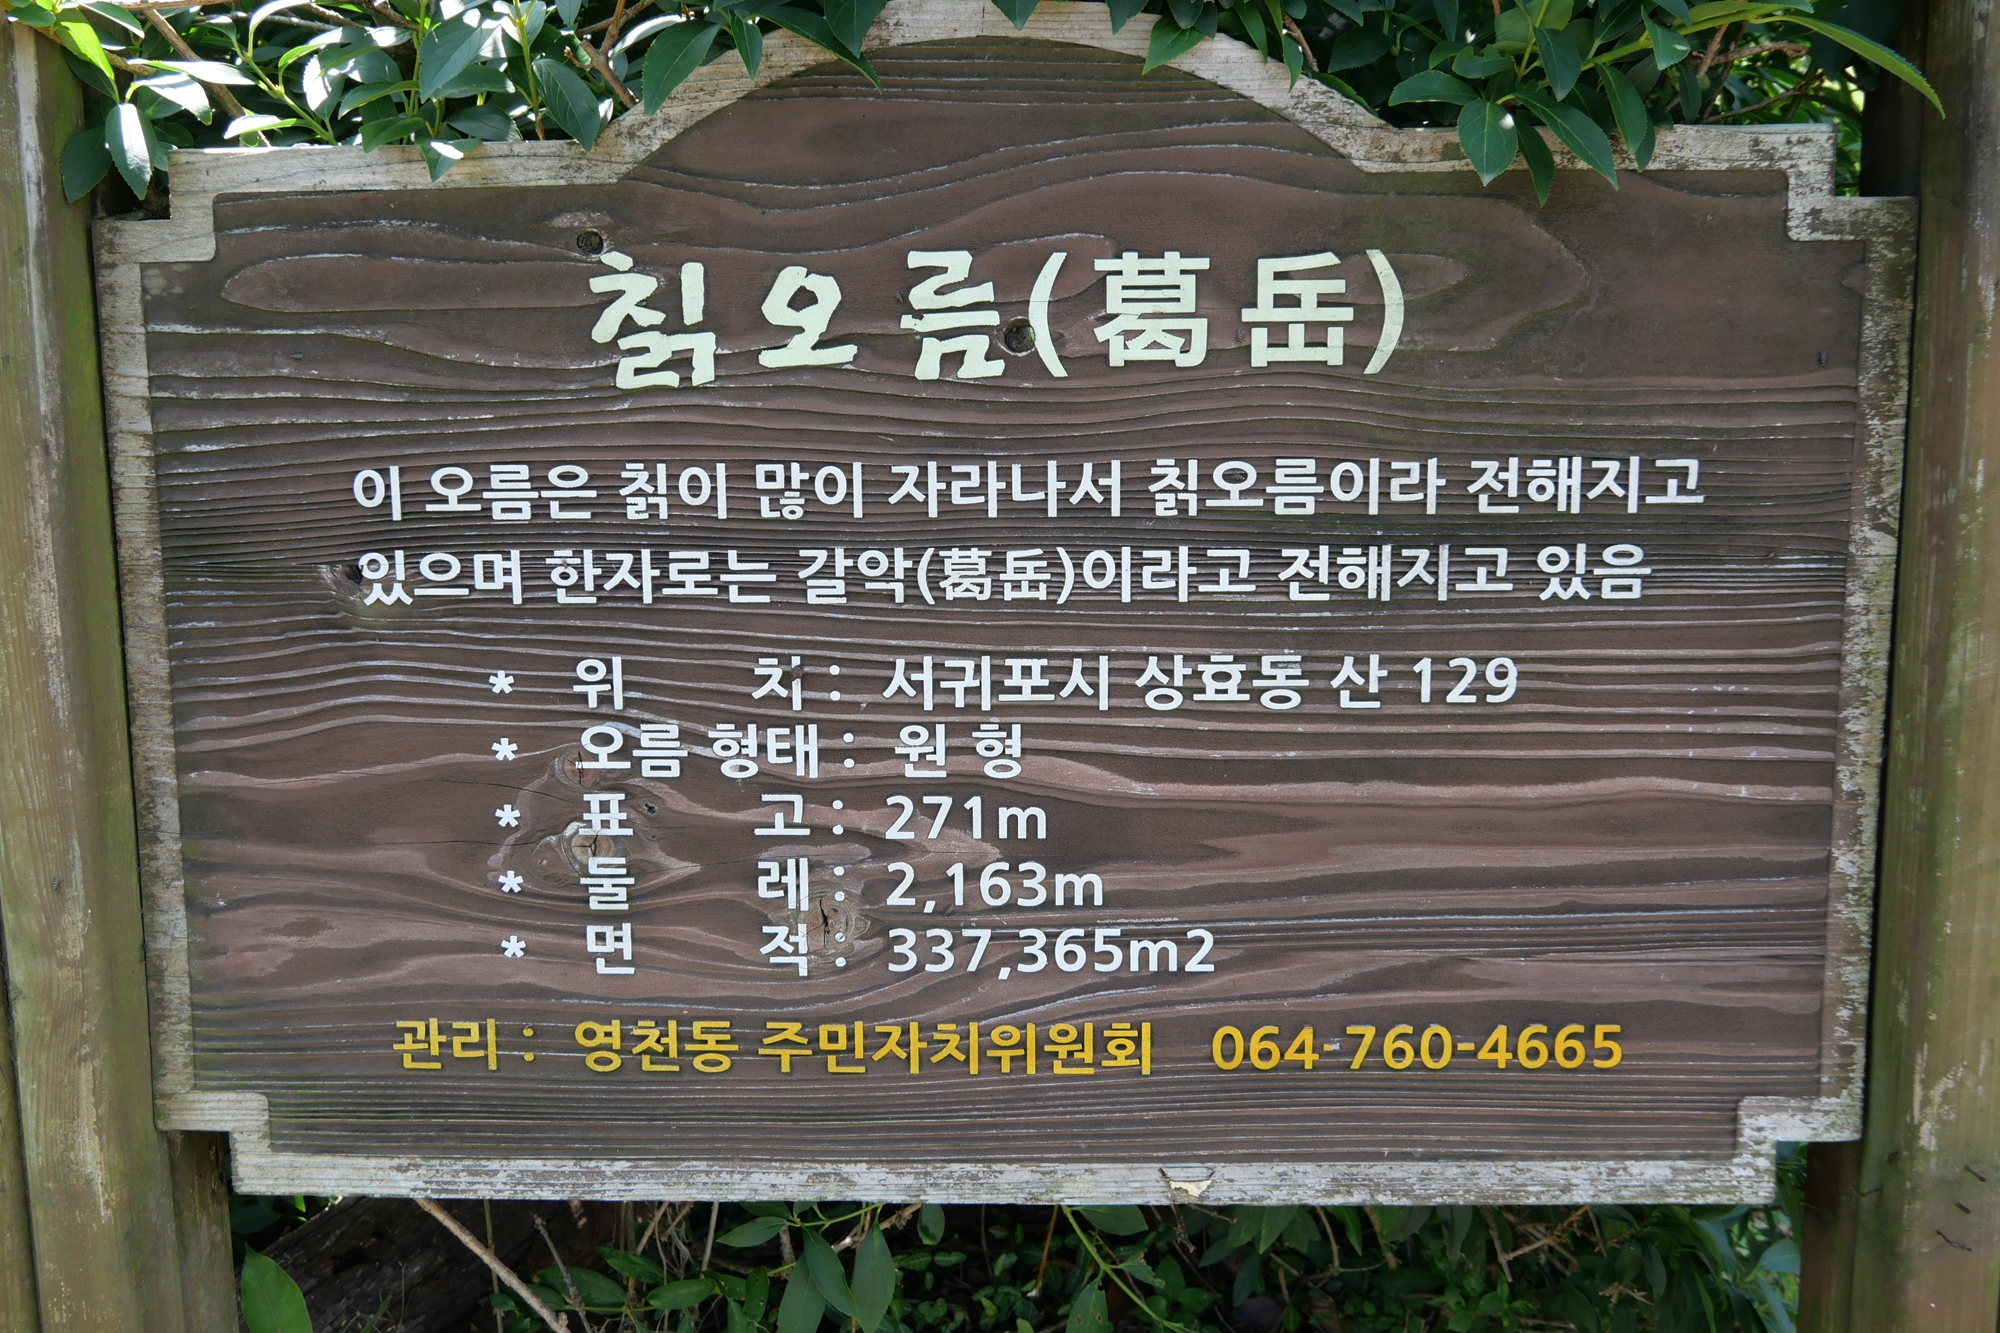 칡오름(葛岳)
이 오름은 칡이 많이 자라나서 칡오름이라 전해지고
있으며 한자로는 갈악(葛岳)이라고 전해지고 있음
* 위 치 : 서귀포시 상효동 산 129
* 오름 형태 : 원 형
* 표 고 : 271m
* 둘 레 : 2,163m
* 면 적 : 337,365m2
관리 : 영천동 주민자치위원회 064-760-4665